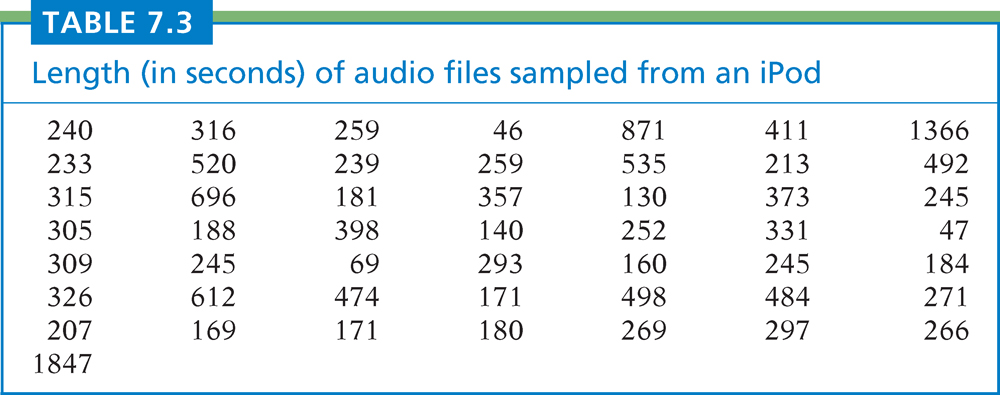 TABLE 7.3
Length (in seconds) of audio files sampled from an iPod
240 316 259 46 871 411 1366
233 520 239 259 535 213 492
315 696 181 357 130 373 245
305 188 398 140 252 331 47
309 245 69 293 160 245 184
326 612 474 171 498 484 271
207 169 171 180 269 297 266
1847